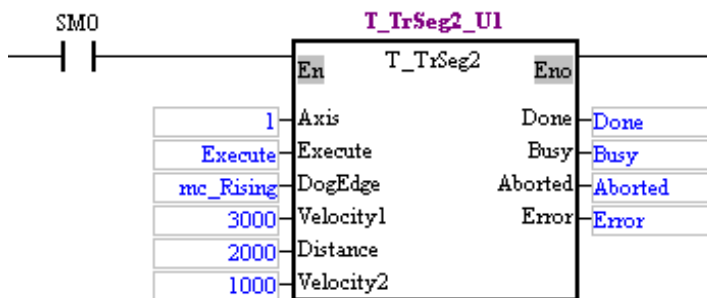 SM0
T_TrSeg2_U1
En T_TrSeg2 Eno
1 Axis Done Done
Execute Execute Busy Busy
mc_Rising DogEdge Aborted Aborted
3000 Velocity1 Error Error
2000 Distance
1000 Velocity2